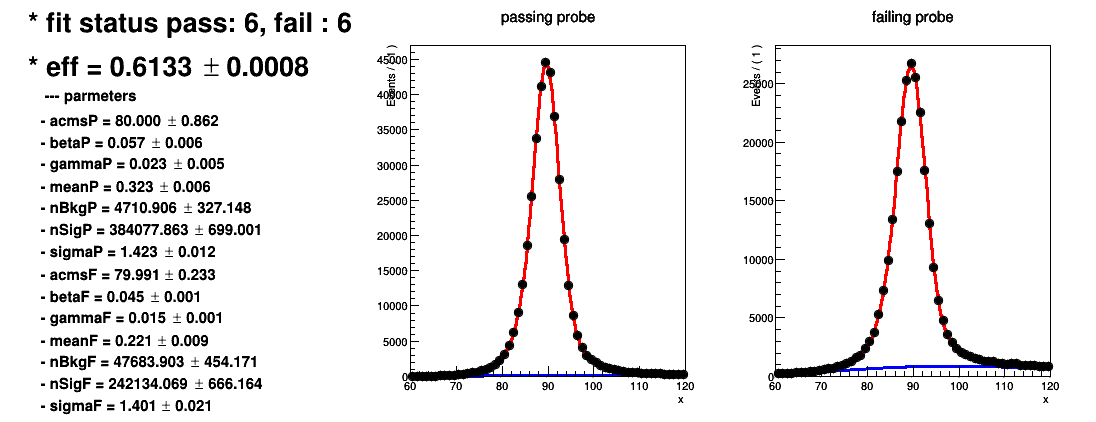 * fit status pass: 6, fail : 6
* eff = 0.6133 ± 0.0008
--- parmeters
- acmsP = 80.000 ± 0.862
- betaP = 0.057 ± 0.006
- gammaP = 0.023 ± 0.005
- meanP = 0.323 ± 0.006
- nBkgP = 4710.906 ± 327.148
- nSigP = 384077.863 ± 699.001
- sigmaP = 1.423 ± 0.012
- acmsF = 79.991 ± 0.233
- betaF = 0.045 ± 0.001
- gammaF = 0.015 ± 0.001
- meanF = 0.221 ± 0.009
- nBkgF = 47683.903 ± 454.171
- nSigF = 242134.069 ± 666.164
- sigmaF = 1.401 ± 0.021
passing probe
Events / ( 1 )
45000
40000
35000
30000
25000
20000
15000
10000
5000
0
60 70 80 90 100 110 120
x
failing probe
Events / ( 1 )
25000
20000
15000
10000
5000
0
60 70 80 90 100 110 120
x